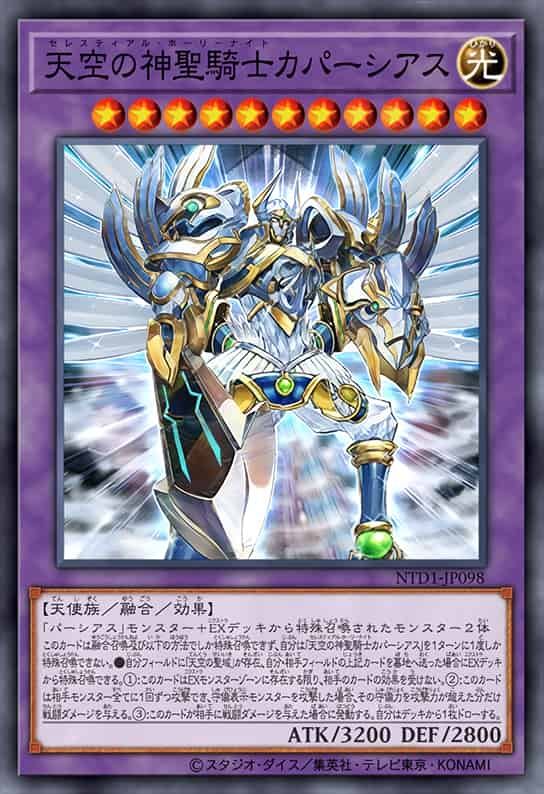 セレスティアル・ホーリーナイト
天空の神聖騎士カパーシアス
ひかり
光
NTD1-JP098
【天使族／融合／効果】
「パーシアス」モンスター＋EXデッキから特殊召喚されたモンスター２体
このカードは融合召喚及び以下の方法でしか特殊召喚できず、自分は「天空の神聖騎士カパーシアス」を１ターンに１度しか
特殊召喚できない。●自分フィールドに「天空の聖域」が存在し、自分・相手フィールドの上記カードを墓地へ送った場合にEXデッキ
から特殊召喚できる。①：このカードはEXモンスターゾーンに存在する限り、相手のカードの効果を受けない。②：このカード
は相手モンスター全てに１回ずつ攻撃でき、守備表示モンスターを攻撃した場合、その守備力を攻撃力が超えた分だけ
戦闘ダメージを与える。③：このカードが相手に戦闘ダメージを与えた場合に発動する。自分はデッキから１枚ドローする。
ATK/3200 DEF/2800
©スタジオ・ダイス／集英社・テレビ東京・KONAMI